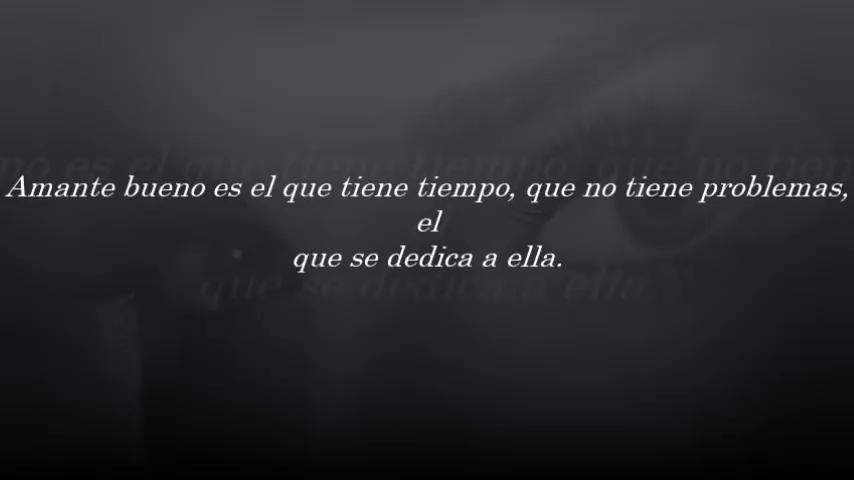 Amante bueno es el que tiene tiempo, que no tiene problemas,
el
que se dedica a ella.